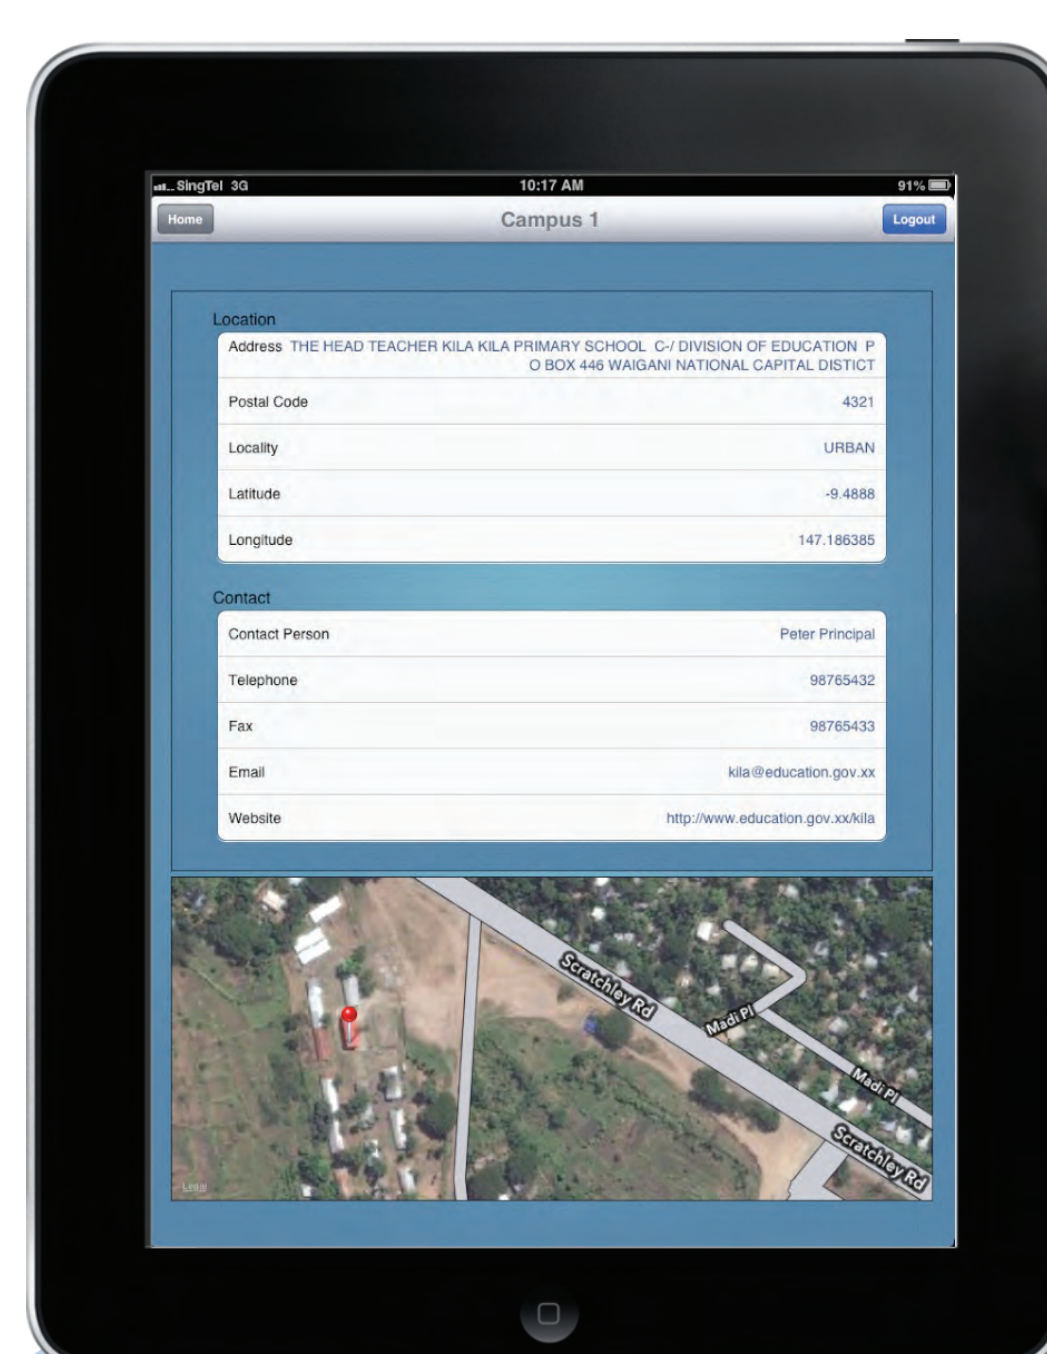 SingTel 3G 10:17 AM 91%
Home Campus 1 Logout
Location
Address THE HEAD TEACHER KILA KILA PRIMARY SCHOOL C-/ DIVISION OF EDUCATION P
O BOX 446 WAIGANI NATIONAL CAPITAL DISTICT
Postal Code 4321
Locality URBAN
Latitude -9.4888
Longitude 147.186385
Contact
Contact Person Peter Principal
Telephone 98765432
Fax 98765433
Email kila@education.gov.xx
Website http://www.education.gov.xx/kila
Scratchley Rd
Madi Pl
Madi Pl
Scratchley Rd
Legal